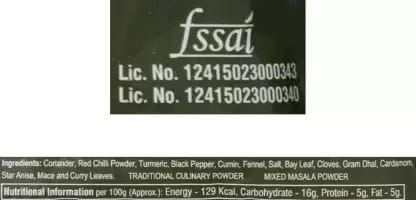 fssai
Lic. No. 12415023000343
Lic. No. 12415023000340
Ingredients: Coriander, Red Chilli Powder, Turmeric, Black Pepper, Cumin, Fennel, Salt, Bay Leaf, Cloves, Gram Dhal, Cardamom,
Star Anise, Mace and Curry Leaves. TRADITIONAL CULINARY POWDER MIXED MASALA POWDER
Nutritional Information per 100g (Approx.): Energy - 129 Kcal, Carbohydrate - 16g, Protein - 5g, Fat - 5g.